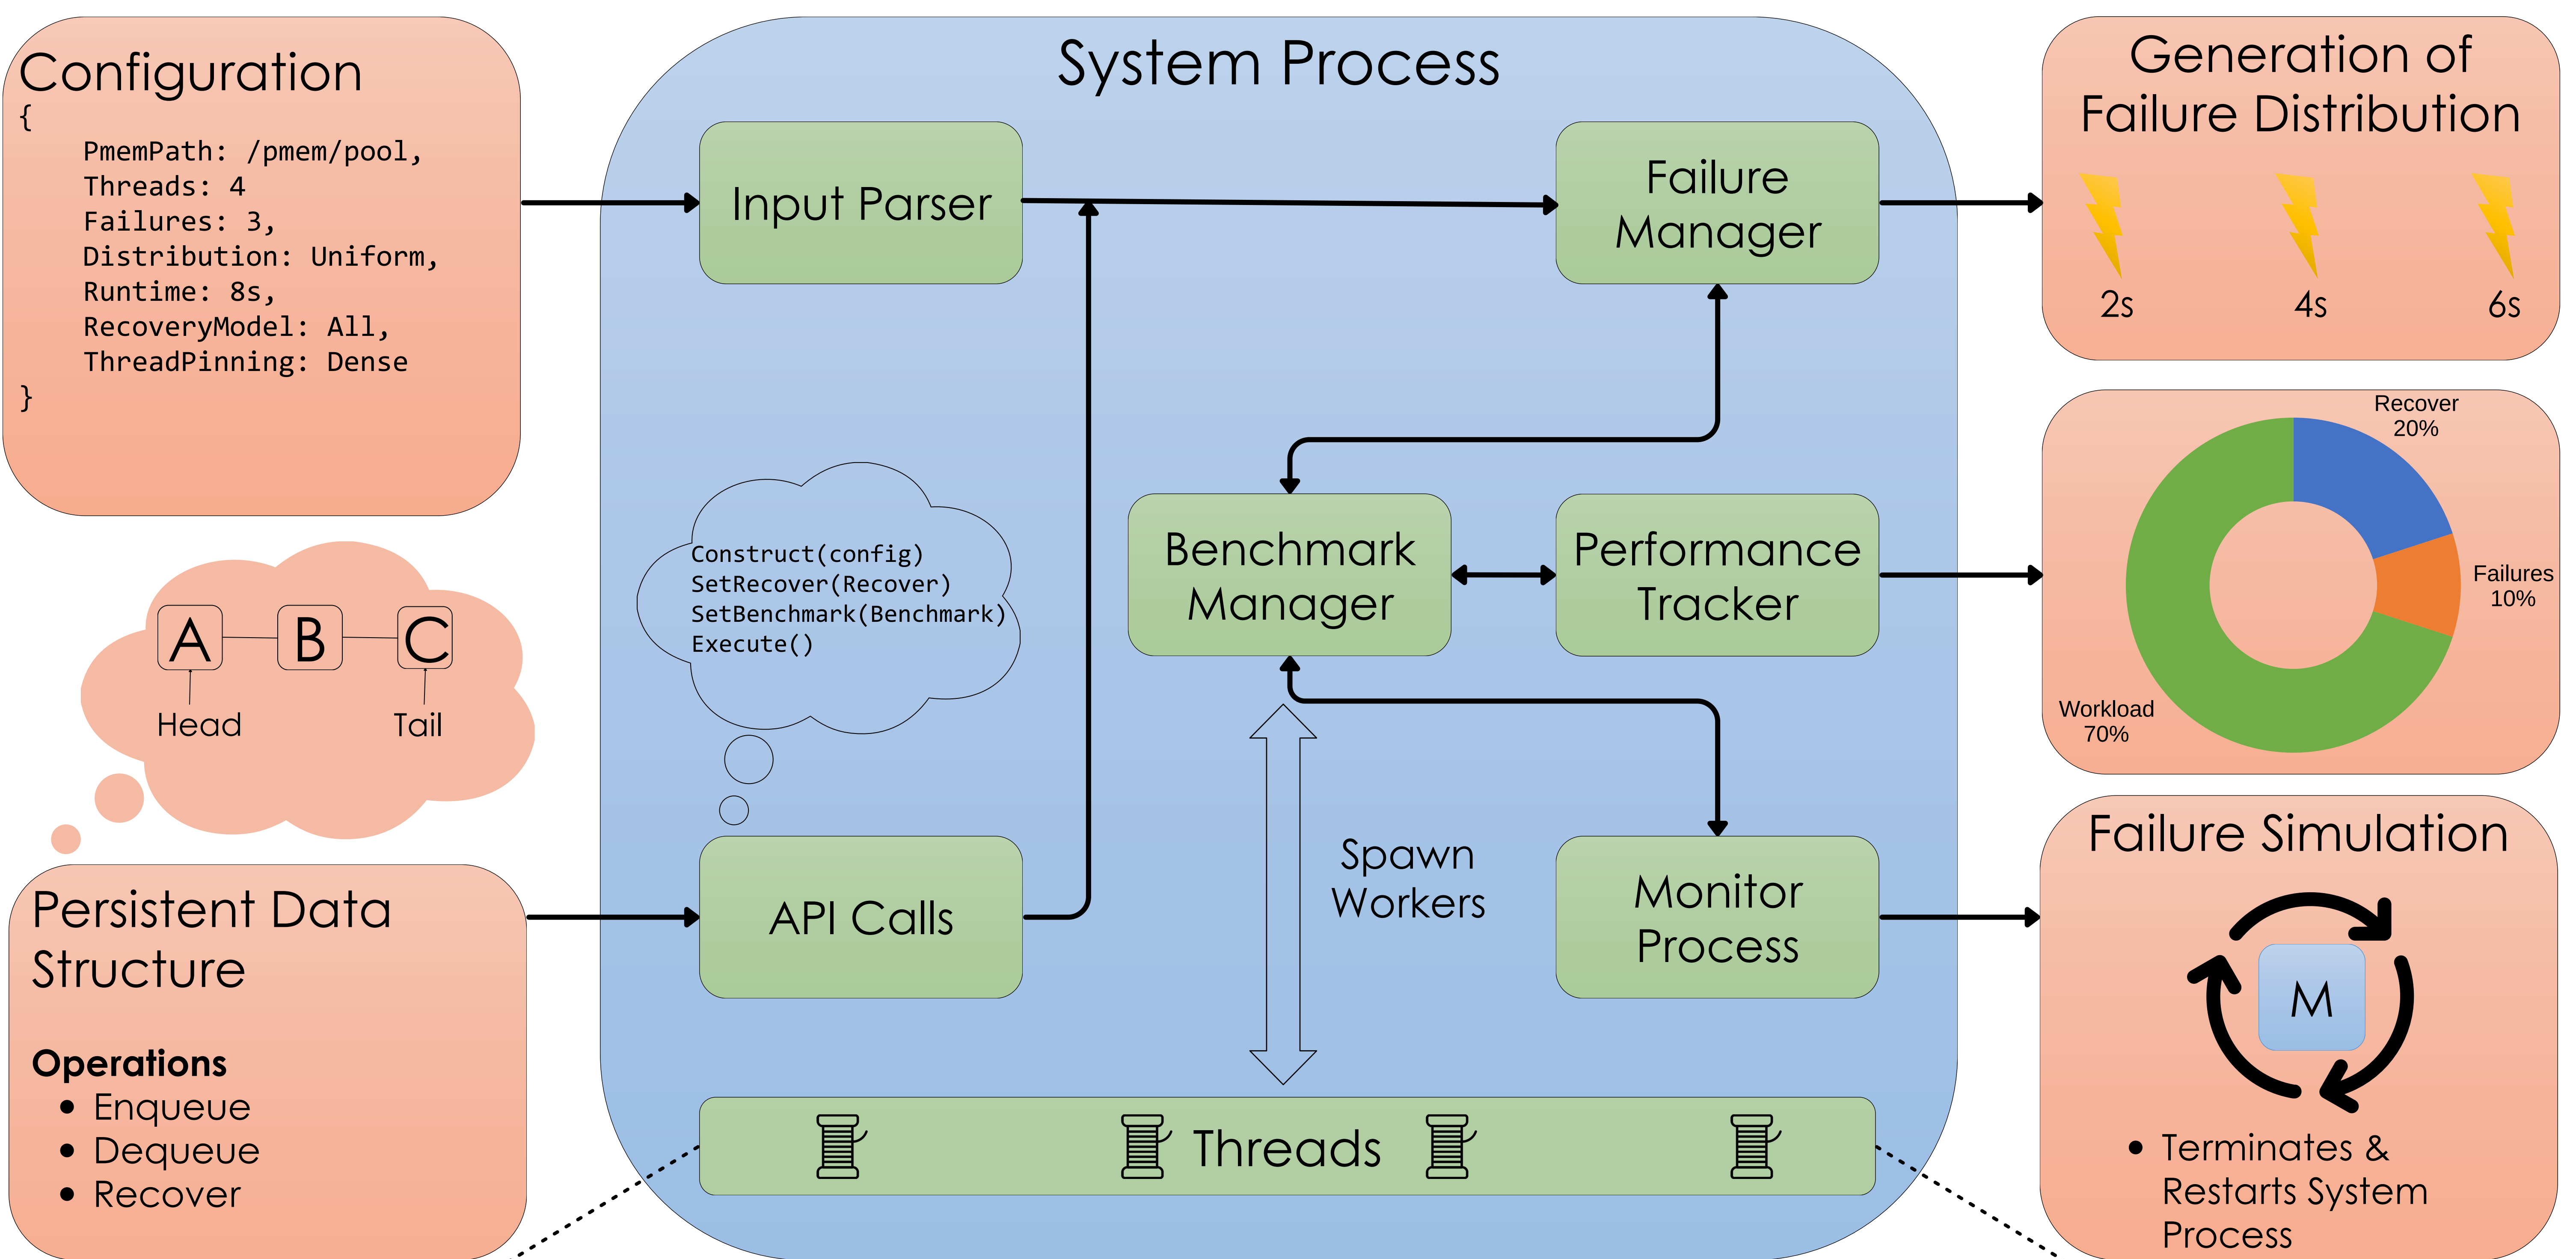 Configuration
{
PmemPath: /pmem/pool,
Threads: 4
Failures: 3,
Distribution: Uniform,
Runtime: 8s,
RecoveryModel: All,
ThreadPinning: Dense
}
A B C
Head Tail
Persistent Data
Structure
Operations
• Enqueue
• Dequeue
• Recover
System Process
Input Parser
Failure
Manager
Construct(config)
SetRecover(Recover)
SetBenchmark(Benchmark)
Execute()
Benchmark
Manager
Performance
Tracker
API Calls
Spawn
Workers
Monitor
Process
Threads
Generation of
Failure Distribution
2s 4s 6s
Recover
20%
Failures
10%
Workload
70%
Failure Simulation
M
• Terminates &
Restarts System
Process